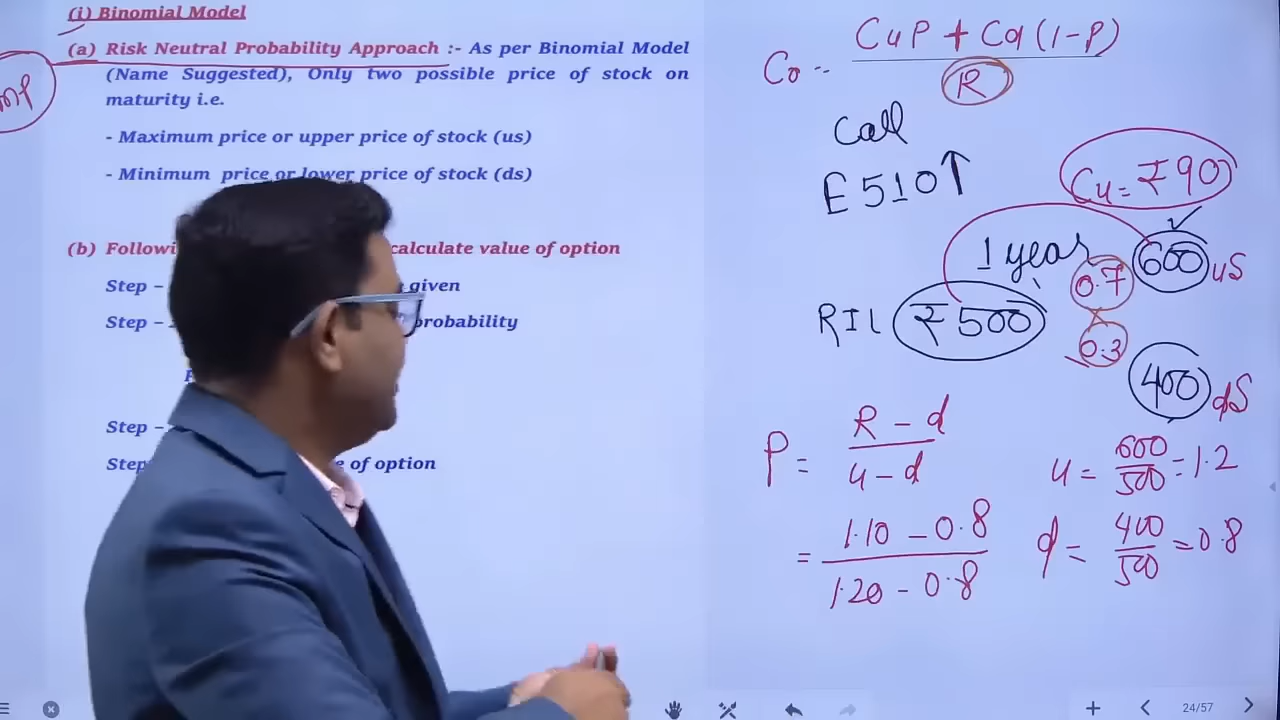 (i) Binomial Model
(a) Risk Neutral Probability Approach :- As per Binomial Model
(Name Suggested), Only two possible price of stock on
maturity i.e.
- Maximum price or upper price of stock (us)
- Minimum price or lower price of stock (ds)
(b) calculate value of option
Step – given
Step – probability
Step –
Step of option
C0 = CuP + Cd (1-P)
R
Call
E 510 ↑
Cu = ₹90
1 year
0.7
600 us
RIL ₹500
0.3
400 ds
P = R - d
u - d
= 1.10 - 0.8
1.20 - 0.8
u = 600
500 = 1.2
d = 400
500 = 0.8
24/57